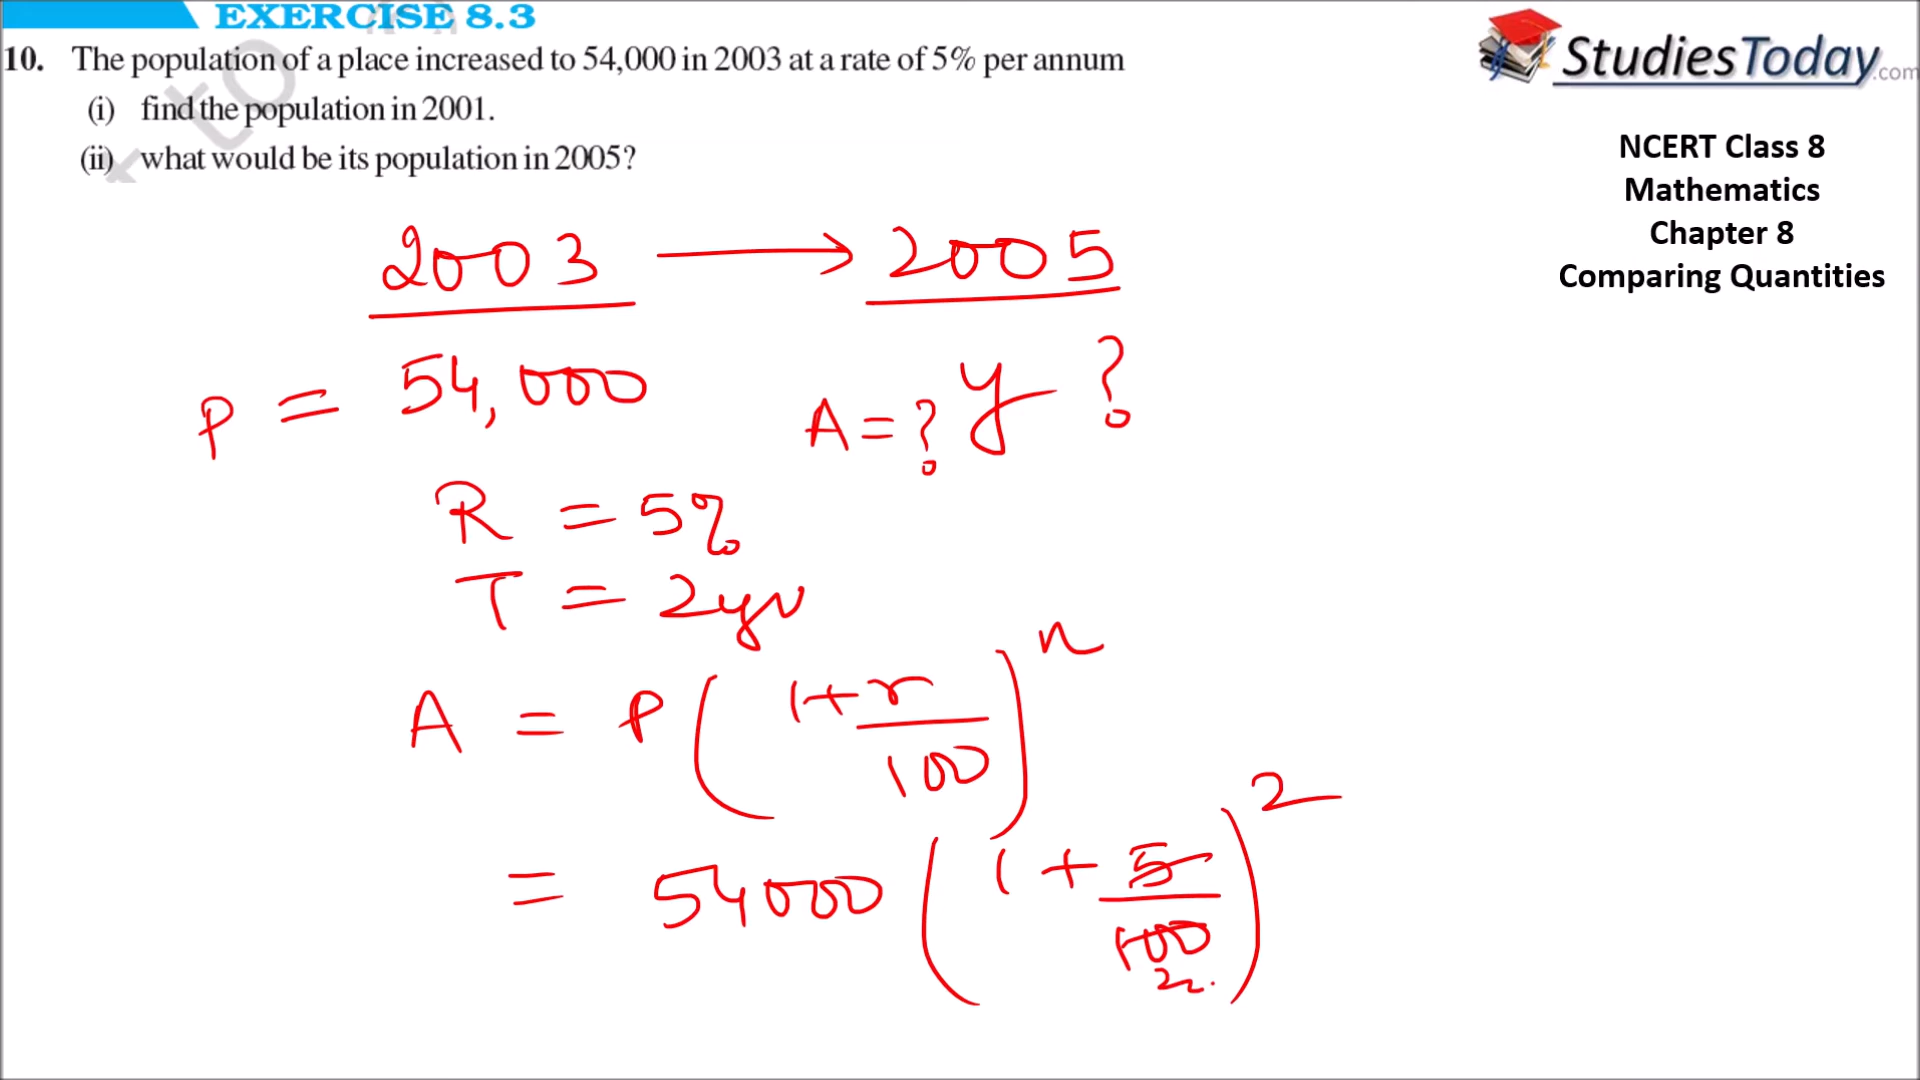 EXERCISE 8.3
10. The population of a place increased to 54,000 in 2003 at a rate of 5% per annum
(i) find the population in 2001.
(ii) what would be its population in 2005?
StudiesToday.com
NCERT Class 8
Mathematics
Chapter 8
Comparing Quantities
2003 → 2005
P = 54,000 A = ? y ?
R = 5%
T = 2yr
A = P(1+r/100)^n
= 54000(1+5/100)^2
to